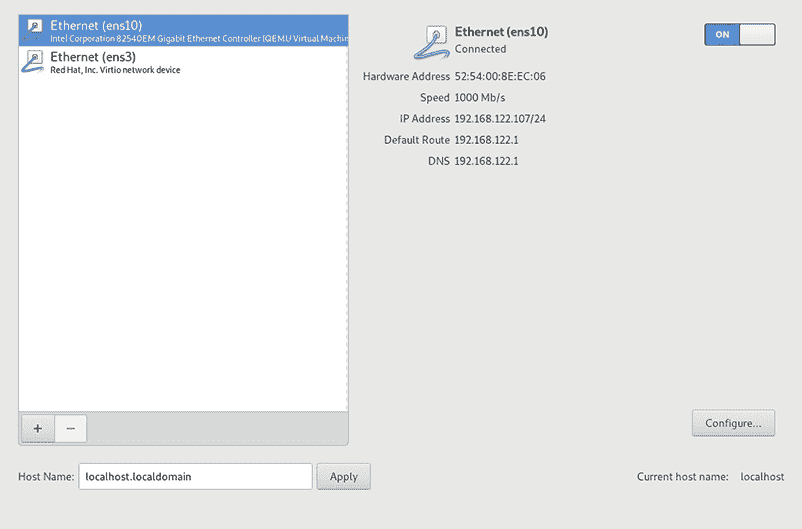 Ethernet (ens10)
Intel Corporation 82540EM Gigabit Ethernet Controller (QEMU Virtual Machin
Ethernet (ens3)
Red Hat, Inc. Virtio network device
Ethernet (ens10)
Connected
ON
Hardware Address 52:54:00:8E:EC:06
Speed 1000 Mb/s
IP Address 192.168.122.107/24
Default Route 192.168.122.1
DNS 192.168.122.1
+ −
Configure...
Host Name: localhost.localdomain Apply Current host name: localhost